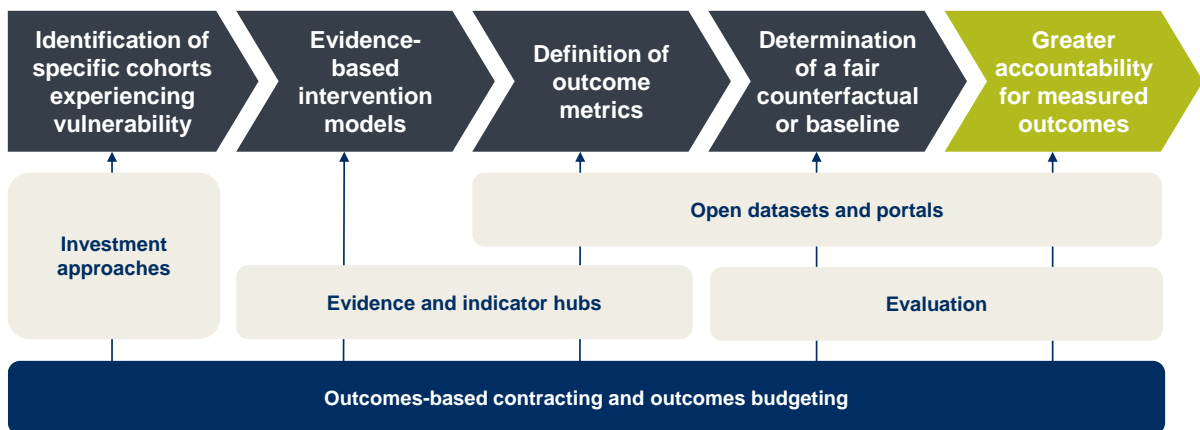 Identification of
specific cohorts
experiencing
vulnerability
Evidence-
based
intervention
models
Definition of
outcome
metrics
Determination
of a fair
counterfactual
or baseline
Greater
accountability
for measured
outcomes
Open datasets and portals
Investment
approaches
Evidence and indicator hubs
Evaluation
Outcomes-based contracting and outcomes budgeting